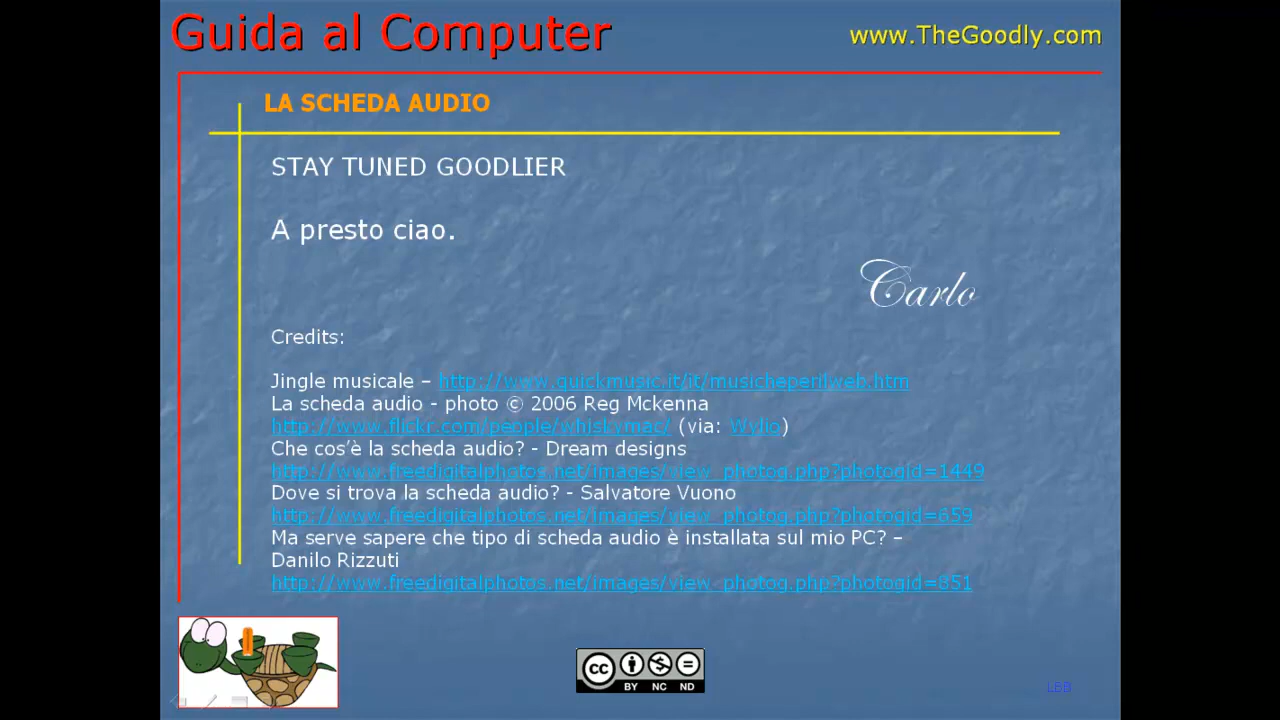 Guida al Computer
www.TheGoodly.com
LA SCHEDA AUDIO
STAY TUNED GOODLIER
A presto ciao.
Carlo
Credits:
Jingle musicale – http://www.quickmusic.it/it/musicheperilweb.htm
La scheda audio - photo © 2006 Reg Mckenna
http://www.flickr.com/people/whiskymac/ (via: Wylio)
Che cos’è la scheda audio? - Dream designs
http://www.freedigitalphotos.net/images/view_photog.php?photogid=1449
Dove si trova la scheda audio? - Salvatore Vuono
http://www.freedigitalphotos.net/images/view_photog.php?photogid=659
Ma serve sapere che tipo di scheda audio è installata sul mio PC? –
Danilo Rizzuti
http://www.freedigitalphotos.net/images/view_photog.php?photogid=851
cc
BY NC ND